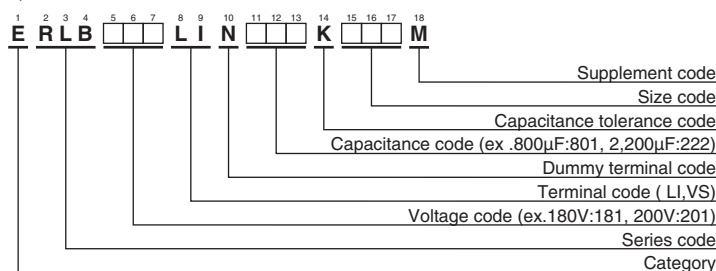 1 2 3 4 5 6 7 8 9 10 11 12 13 14 15 16 17 18
E R L B □□□ L I N □□□ K □□□ M
Supplement code
Size code
Capacitance tolerance code
Capacitance code (ex .800µF:801, 2,200µF:222)
Dummy terminal code
Terminal code ( LI,VS)
Voltage code (ex.180V:181, 200V:201)
Series code
Category